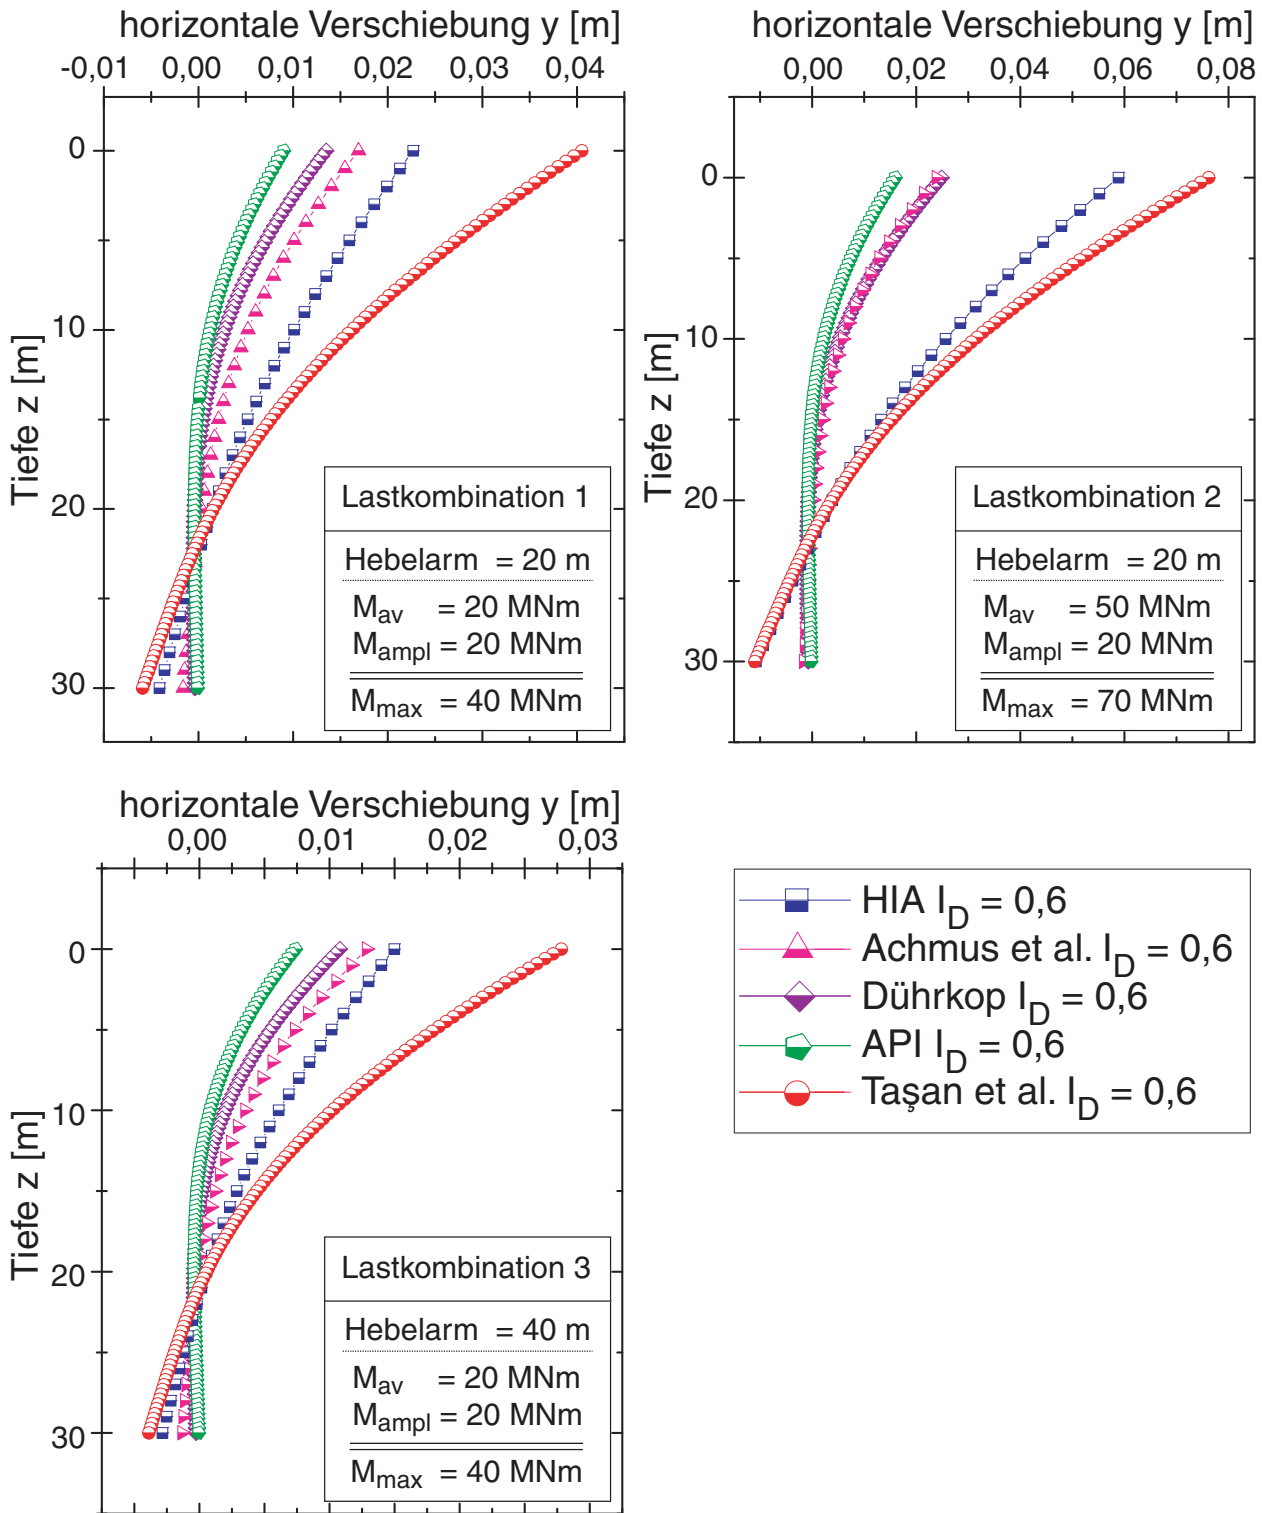 horizontale Verschiebung y [m]
-0,01 0,00 0,01 0,02 0,03 0,04
Tiefe z [m]
0
10
20
30
Lastkombination 1
Hebelarm = 20 m
Mav = 20 MNm
Mampl = 20 MNm
Mmax = 40 MNm
horizontale Verschiebung y [m]
0,00 0,02 0,04 0,06 0,08
Tiefe z [m]
0
10
20
30
Lastkombination 2
Hebelarm = 20 m
Mav = 50 MNm
Mampl = 20 MNm
Mmax = 70 MNm
horizontale Verschiebung y [m]
0,00 0,01 0,02 0,03
Tiefe z [m]
0
10
20
30
Lastkombination 3
Hebelarm = 40 m
Mav = 20 MNm
Mampl = 20 MNm
Mmax = 40 MNm
HIA ID = 0,6
Achmus et al. ID = 0,6
Dührkop ID = 0,6
API ID = 0,6
Taşan et al. ID = 0,6